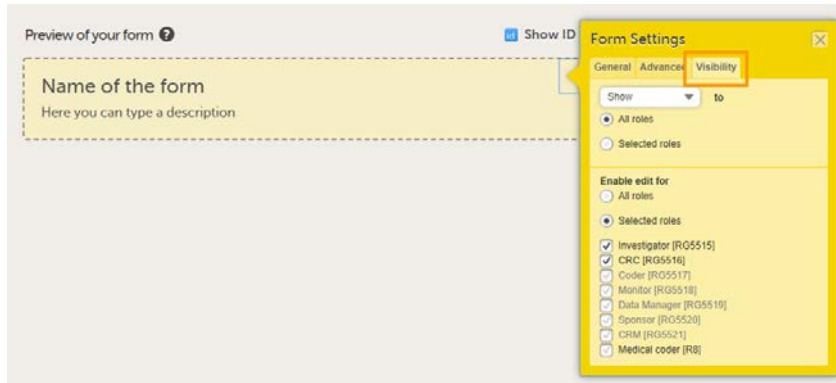 Preview of your form ?
id Show ID
Name of the form
Here you can type a description
Form Settings
General Advanced Visibility
Show to
All roles
Selected roles
Enable edit for
All roles
Selected roles
Investigator [RG5515]
CRC [RG5516]
Coder [RG5517]
Monitor [RG5518]
Data Manager [RG5519]
Sponsor [RG5520]
CRM [RG5521]
Medical coder [R8]